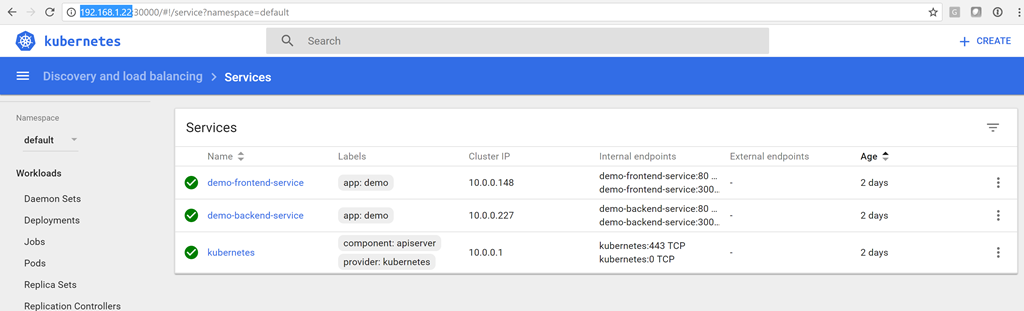 192.168.1.22:30000/#!/service?namespace=default
kubernetes
Search
+ CREATE
Discovery and load balancing > Services
Namespace
default
Workloads
Daemon Sets
Deployments
Jobs
Pods
Replica Sets
Replication Controllers
Services
Name Labels Cluster IP Internal endpoints External endpoints Age
demo-frontend-service app: demo 10.0.0.148 demo-frontend-service:80 ... - 2 days
demo-frontend-service:300...
demo-backend-service app: demo 10.0.0.227 demo-backend-service:80 ... - 2 days
demo-backend-service:300...
kubernetes component: apiserver 10.0.0.1 kubernetes:443 TCP - 2 days
provider: kubernetes kubernetes:0 TCP